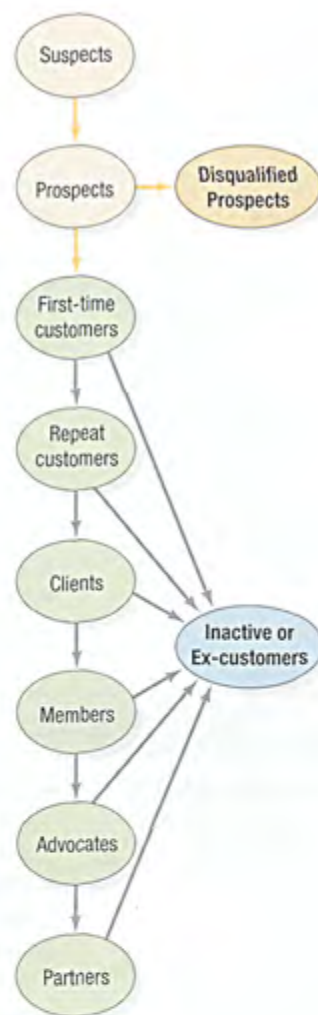 Suspects
Prospects
Disqualified
Prospects
First-time
customers
Repeat
customers
Clients
Inactive or
Ex-customers
Members
Advocates
Partners